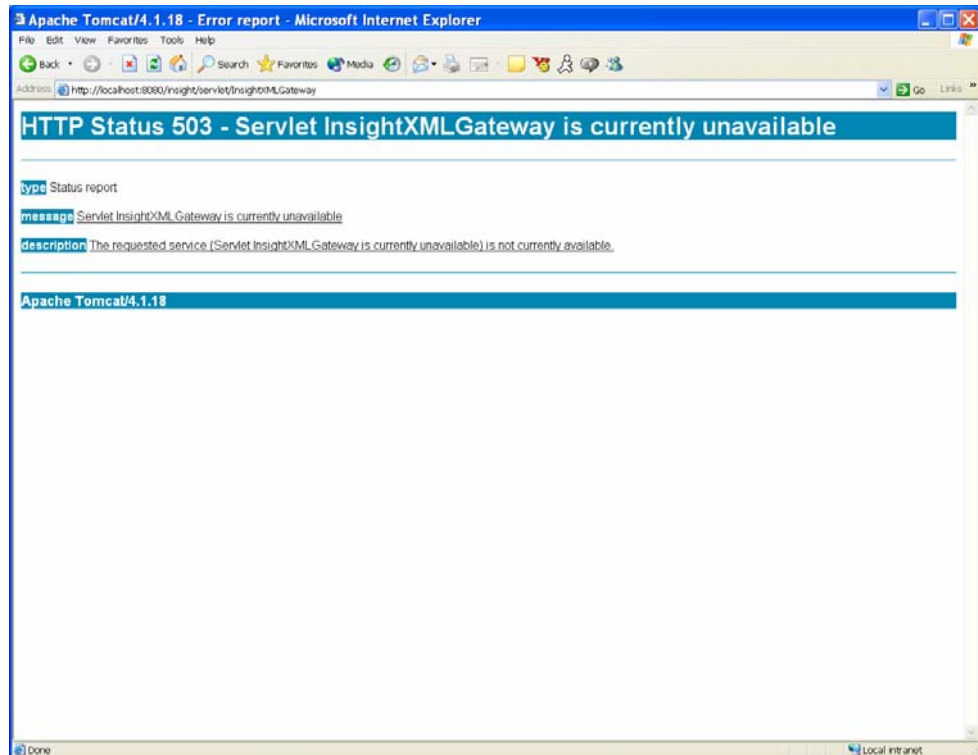 Apache Tomcat/4.1.18 - Error report - Microsoft Internet Explorer
File Edit View Favorites Tools Help
Back Search Favorites Media
Address http://localhost:8080/insight/servlet/InsightXMLGateway Go Links »
HTTP Status 503 - Servlet InsightXMLGateway is currently unavailable
type Status report
message Servlet InsightXMLGateway is currently unavailable
description The requested service (Servlet InsightXMLGateway is currently unavailable) is not currently available.
Apache Tomcat/4.1.18
Done Local intranet